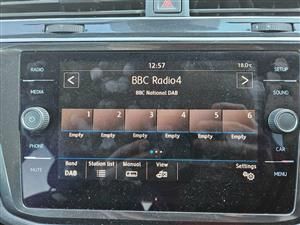 12:57
18.0°C
RADIO
SETUP
BBC Radio4
MEDIA
SOUND
BBC National DAB
1 2 3 4 5 6
Empty Empty Empty Empty Empty Empty
PHONE
CAR
Band Station list Manual View Settings
DAB
MUTE
MENU